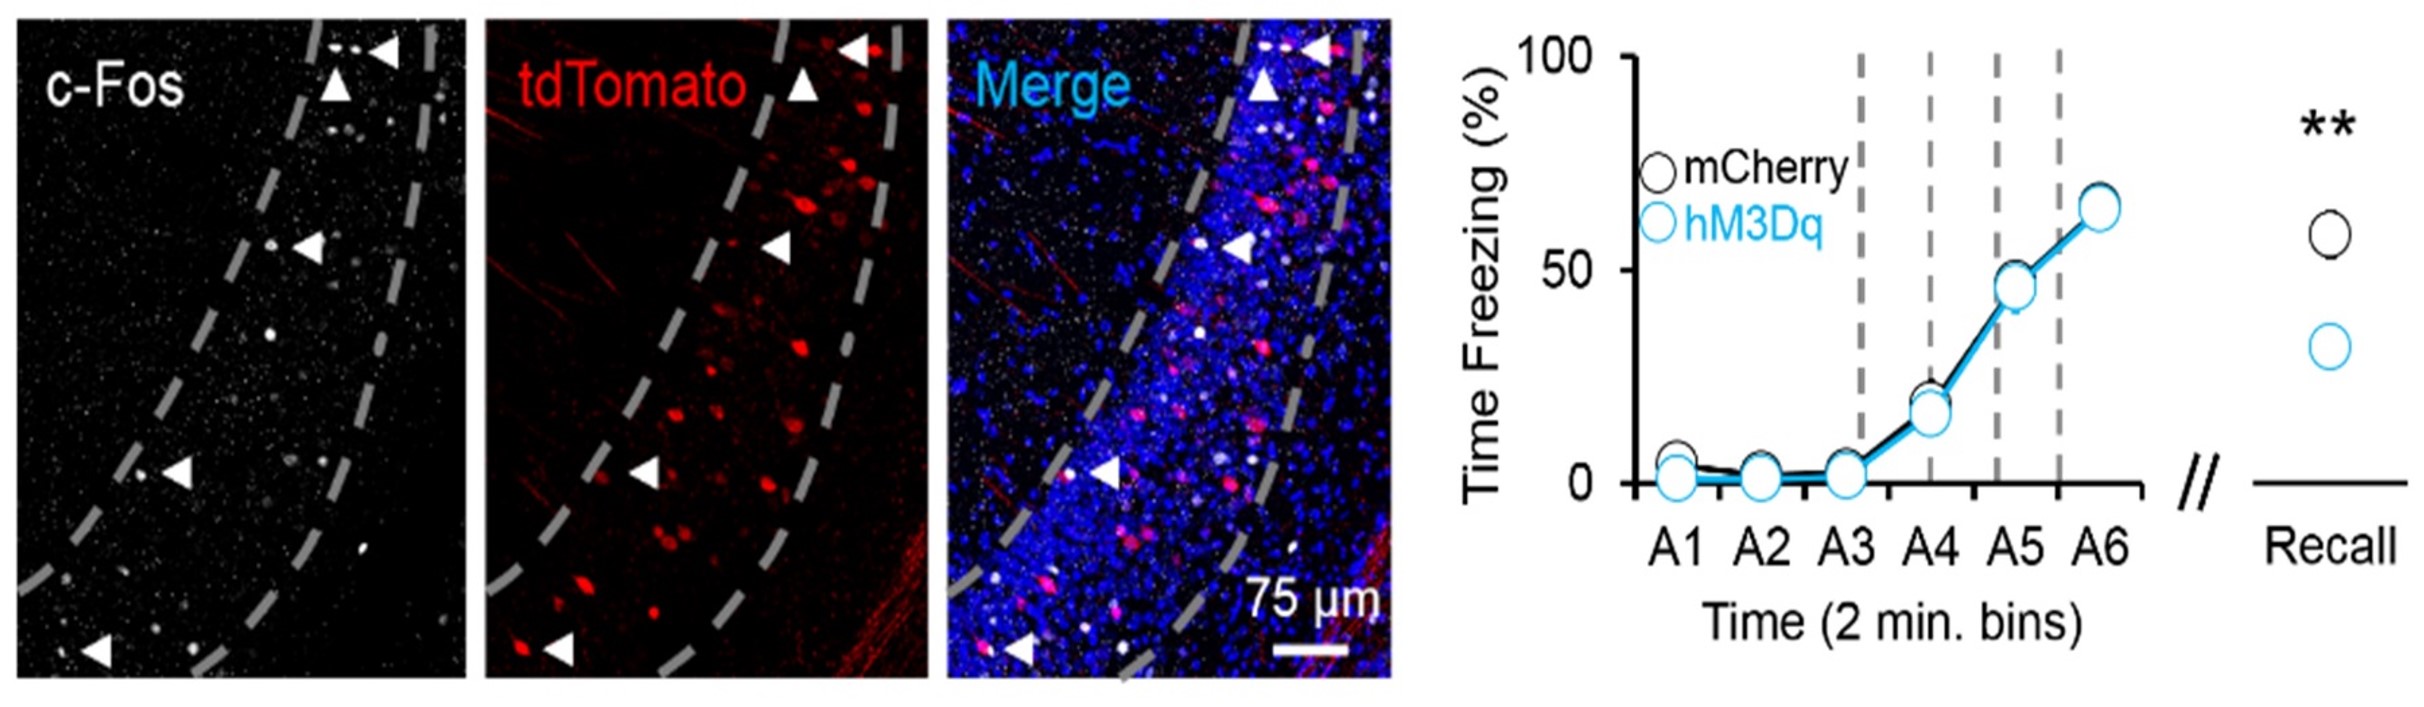 c-Fos
tdTomato
Merge
75 µm
Time Freezing (%)
100
50
0
mCherry
hM3Dq
**
A1 A2 A3 A4 A5 A6
//
Recall
Time (2 min. bins)